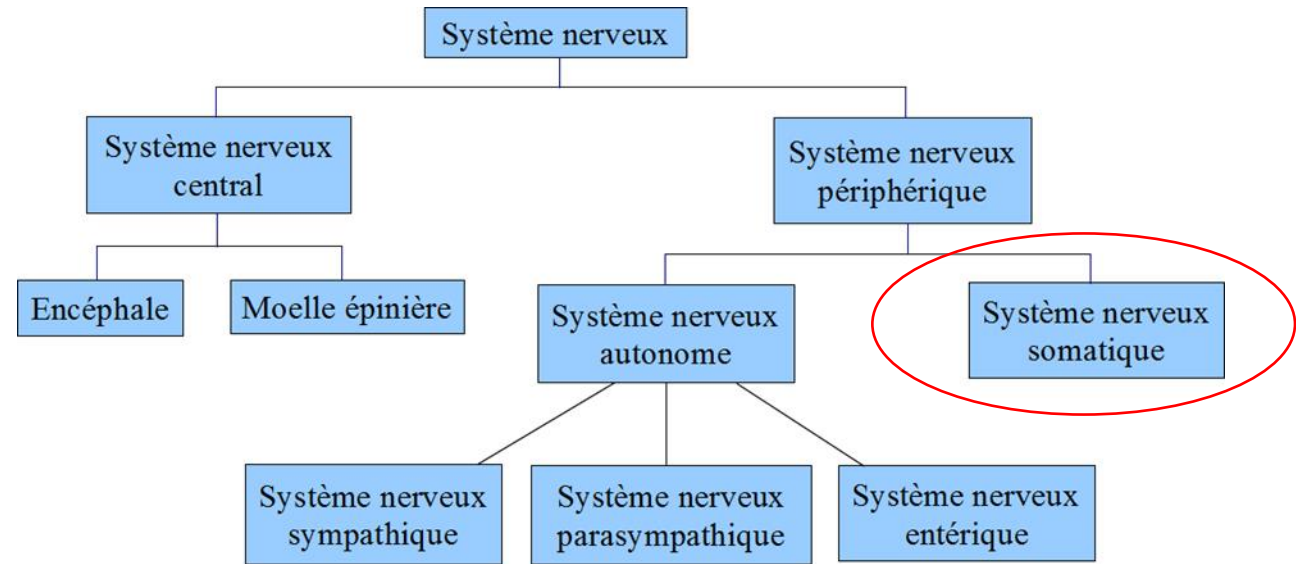 Système nerveux
Système nerveux
central
Système nerveux
périphérique
Encéphale
Moelle épinière
Système nerveux
autonome
Système nerveux
somatique
Système nerveux
sympathique
Système nerveux
parasympathique
Système nerveux
entérique